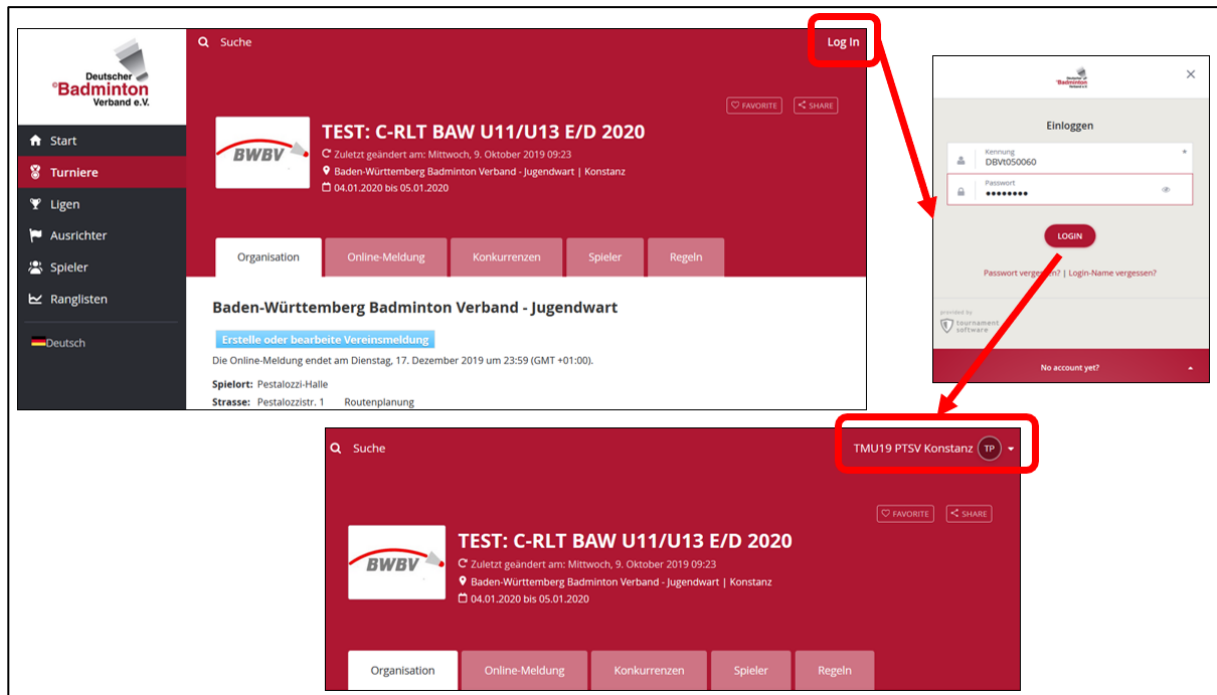 Deutscher
Badminton
Verband e.V.
Start
Turniere
Ligen
Ausrichter
Spieler
Ranglisten
Deutsch
Suche
Log In
FAVORITE
SHARE
BWBV
TEST: C-RLT BAW U11/U13 E/D 2020
Zuletzt geändert am: Mittwoch, 9. Oktober 2019 09:23
Baden-Württemberg Badminton Verband - Jugendwart | Konstanz
04.01.2020 bis 05.01.2020
Organisation Online-Meldung Konkurrenzen Spieler Regeln
Baden-Württemberg Badminton Verband - Jugendwart
Erstelle oder bearbeite Vereinsmeldung
Die Online-Meldung endet am Dienstag, 17. Dezember 2019 um 23:59 (GMT +01:00).
Spielort: Pestalozzi-Halle
Strasse: Pestalozzistr. 1 Routenplanung
Badminton
Einloggen
Kennung *
DBVt050060
Passwort
••••••••
LOGIN
Passwort vergessen? | Login-Name vergessen?
provided by
tournament
software
No account yet?
Suche
TMU19 PTSV Konstanz TP
FAVORITE
SHARE
BWBV
TEST: C-RLT BAW U11/U13 E/D 2020
Zuletzt geändert am: Mittwoch, 9. Oktober 2019 09:23
Baden-Württemberg Badminton Verband - Jugendwart | Konstanz
04.01.2020 bis 05.01.2020
Organisation Online-Meldung Konkurrenzen Spieler Regeln